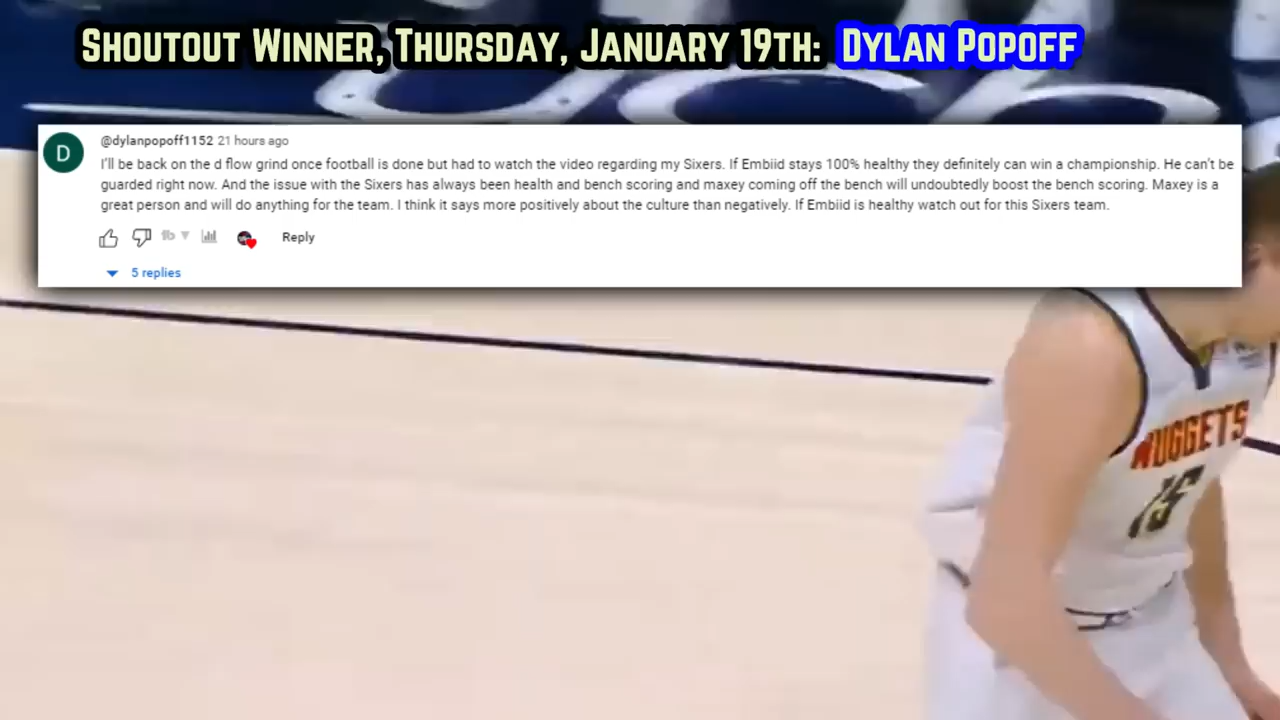 SHOUTOUT WINNER, THURSDAY, JANUARY 19TH: DYLAN POPOFF
D
@dylanpopoff1152 21 hours ago
I'll be back on the d flow grind once football is done but had to watch the video regarding my Sixers. If Embiid stays 100% healthy they definitely can win a championship. He can't be
guarded right now. And the issue with the Sixers has always been health and bench scoring and maxey coming off the bench will undoubtedly boost the bench scoring. Maxey is a
great person and will do anything for the team. I think it says more positively about the culture than negatively. If Embiid is healthy watch out for this Sixers team.
Reply
5 replies
NUGGETS
15